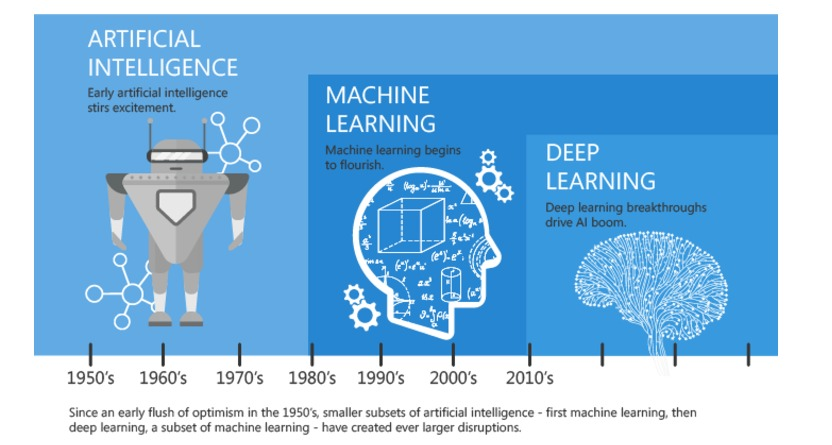 ARTIFICIAL
INTELLIGENCE
Early artificial intelligence
stirs excitement.
MACHINE
LEARNING
Machine learning begins
to flourish.
DEEP
LEARNING
Deep learning breakthroughs
drive AI boom.
1950's 1960's 1970's 1980's 1990's 2000's 2010's
Since an early flush of optimism in the 1950's, smaller subsets of artificial intelligence - first machine learning, then
deep learning, a subset of machine learning - have created ever larger disruptions.